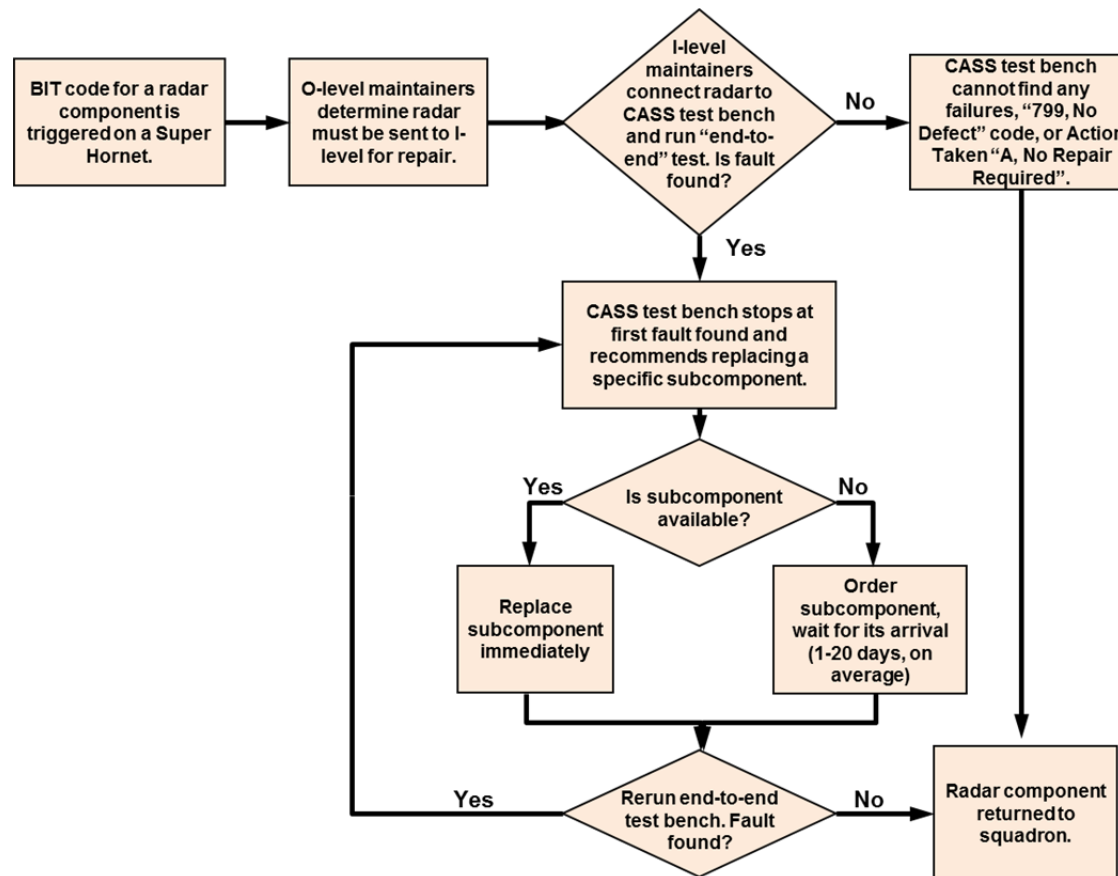 BIT code for a radar
component is
triggered on a Super
Hornet.
O-level maintainers
determine radar
must be sent to I-
level for repair.
I-level
maintainers
connect radar to
CASS test bench
and run “end-to-
end” test. Is fault
found?
No
CASS test bench
cannot find any
failures, “799, No
Defect” code, or Action
Taken “A, No Repair
Required”.
Yes
CASS test bench stops at
first fault found and
recommends replacing a
specific subcomponent.
Yes
Is subcomponent
available?
No
Replace
subcomponent
immediately
Order
subcomponent,
wait for its arrival
(1-20 days, on
average)
Yes
Rerun end-to-end
test bench. Fault
found?
No
Radar component
returned to
squadron.